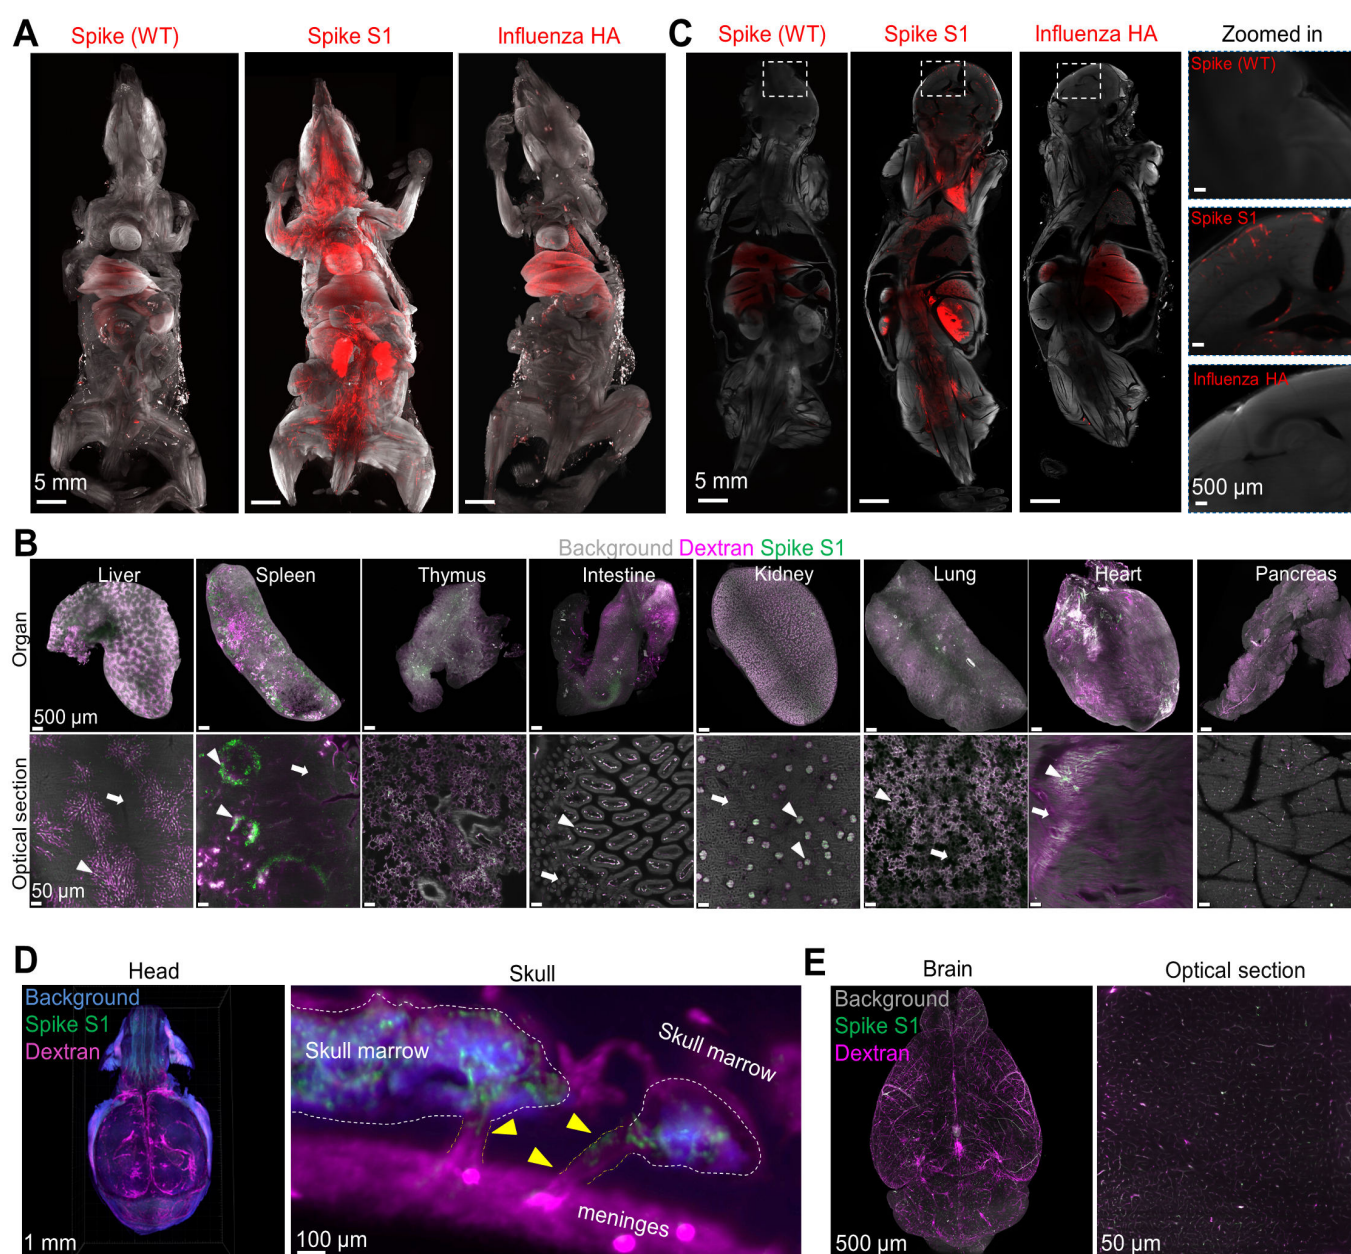 A
Spike (WT)
Spike S1
Influenza HA
5 mm
C
Spike (WT)
Spike S1
Influenza HA
Zoomed in
5 mm
Spike (WT)
Spike S1
Influenza HA
500 µm
B
Background Dextran Spike S1
Organ
Liver
Spleen
Thymus
Intestine
Kidney
Lung
Heart
Pancreas
500 µm
Optical section
50 µm
D
Head
Background
Spike S1
Dextran
1 mm
Skull
Skull marrow
Skull marrow
meninges
100 µm
E
Brain
Background
Spike S1
Dextran
500 µm
Optical section
50 µm